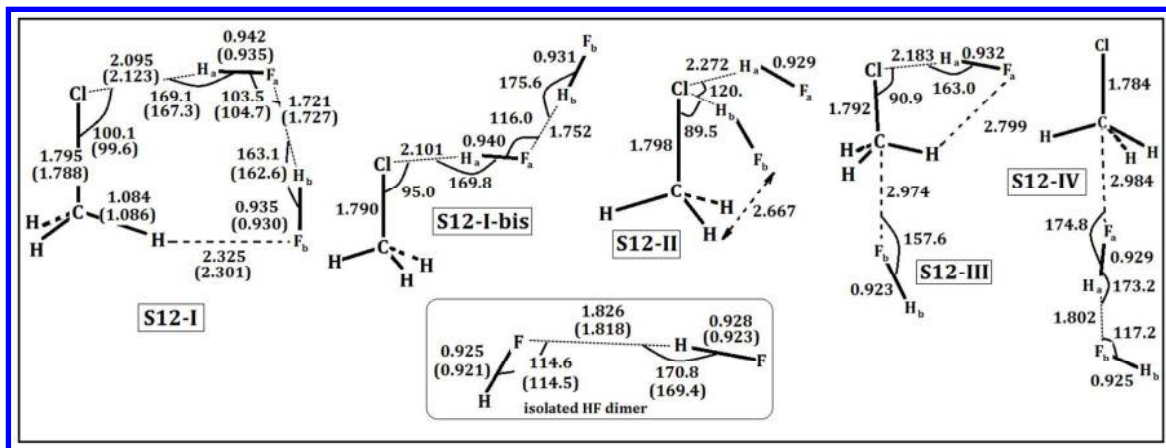 0.942
(0.935)
2.095
(2.123)
Ha
Fa
Cl
169.1
(167.3)
103.5
(104.7)
1.721
(1.727)
100.1
(99.6)
1.795
(1.788)
163.1
(162.6)
Hb
1.084
(1.086)
0.935
(0.930)
H
C
H
H
Fb
2.325
(2.301)
S12-I
Fb
0.931
175.6
Hb
116.0
0.940
1.752
2.101
Cl
Ha
Fa
169.8
95.0
1.790
S12-I-bis
C
H
H
H
2.272
Ha
0.929
Cl
120.
Fa
Hb
89.5
1.798
Fb
C
H
H
H
2.667
S12-II
2.183
0.932
Cl
Ha
Fa
163.0
1.792
90.9
2.799
C
H
H
H
2.974
Fb
157.6
S12-III
0.923
Hb
Cl
1.784
H
C
H
H
S12-IV
2.984
174.8
Fa
0.929
Ha
173.2
1.802
117.2
Fb
Hb
0.925
1.826
(1.818)
0.928
(0.923)
F
H
F
0.925
(0.921)
114.6
(114.5)
170.8
(169.4)
H
isolated HF dimer